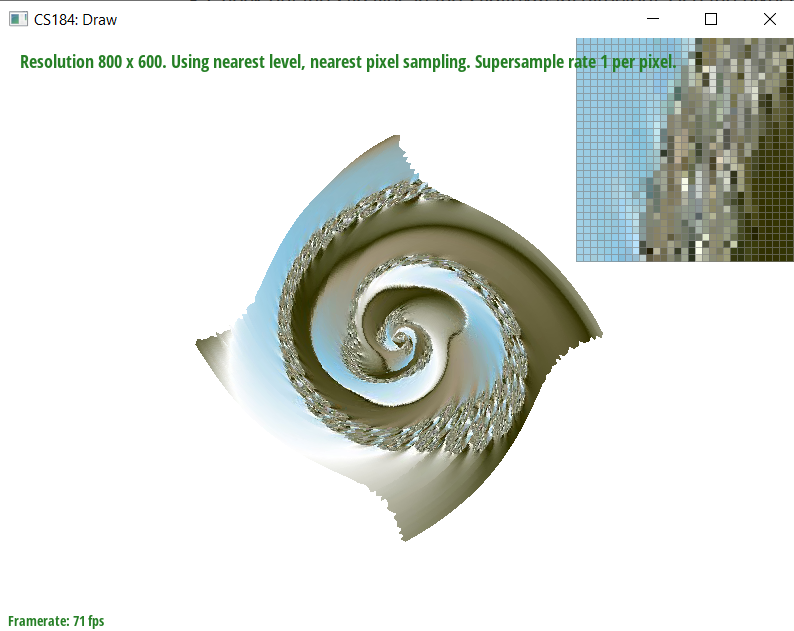 CS184: Draw
Resolution 800 x 600. Using nearest level, nearest pixel sampling. Supersample rate 1 per pixel.
Framerate: 71 fps